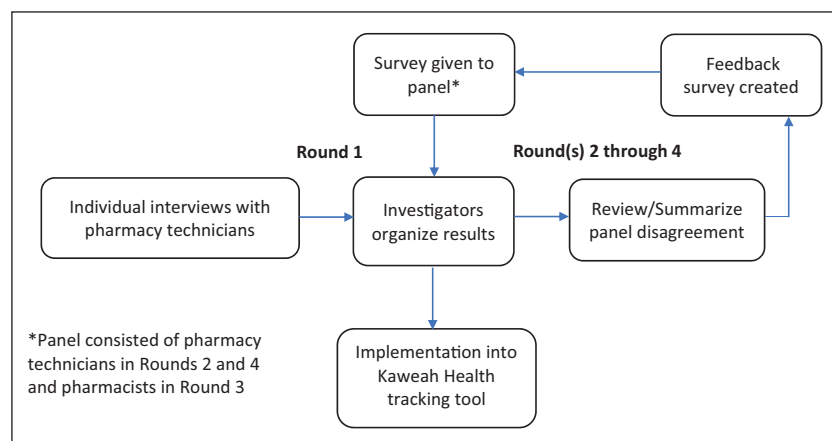 Survey given to
panel*
Feedback
survey created
Round 1
Round(s) 2 through 4
Individual interviews with
pharmacy technicians
Investigators
organize results
Review/Summarize
panel disagreement
*Panel consisted of pharmacy
technicians in Rounds 2 and 4
and pharmacists in Round 3
Implementation into
Kaweah Health
tracking tool